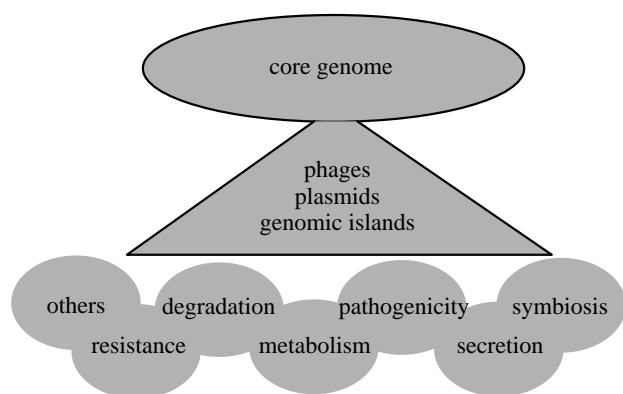 core genome
phages
plasmids
genomic islands
others
degradation
pathogenicity
symbiosis
resistance
metabolism
secretion